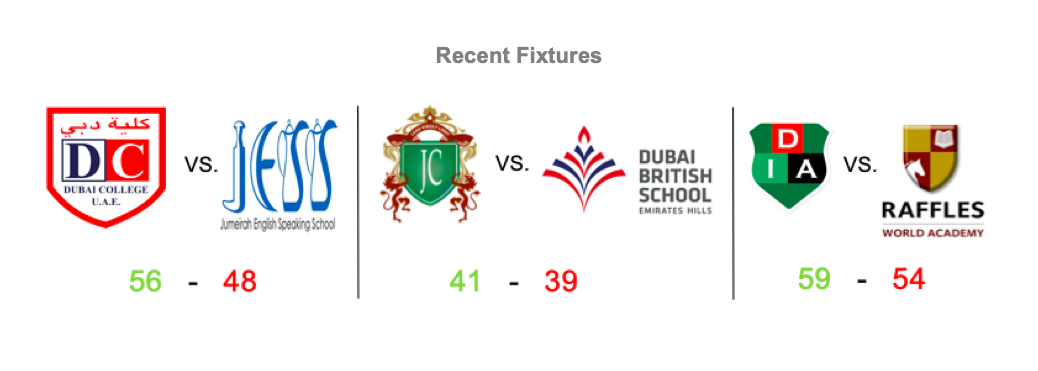 Recent Fixtures
كلية دبي
DC
DUBAI COLLEGE
U.A.E.
vs.
JESS
Jumeirah English Speaking School
56 - 48
JC
vs.
DUBAI
BRITISH
SCHOOL
EMIRATES HILLS
41 - 39
D
I A
vs.
RAFFLES
WORLD ACADEMY
59 - 54